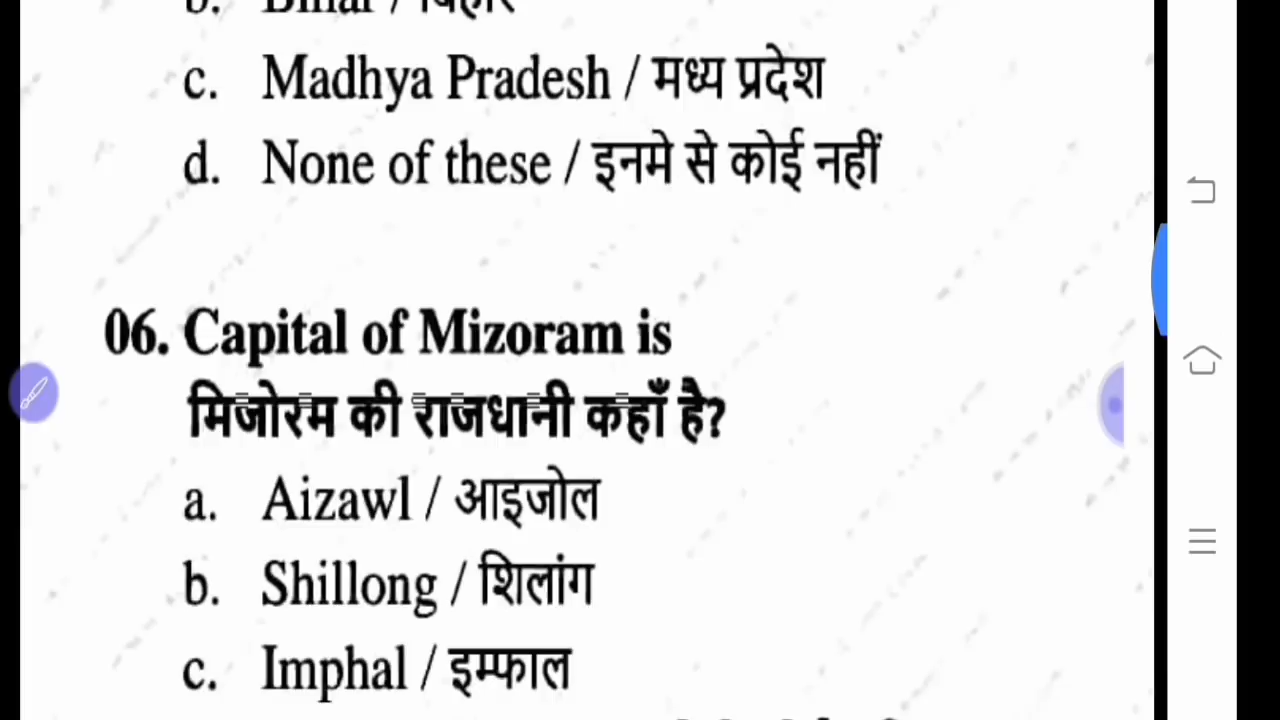 b. Bihar / बिहार
c. Madhya Pradesh / मध्य प्रदेश
d. None of these / इनमे से कोई नहीं
06. Capital of Mizoram is
मिजोरम की राजधानी कहाँ है?
a. Aizawl / आइजोल
b. Shillong / शिलांग
c. Imphal / इम्फाल